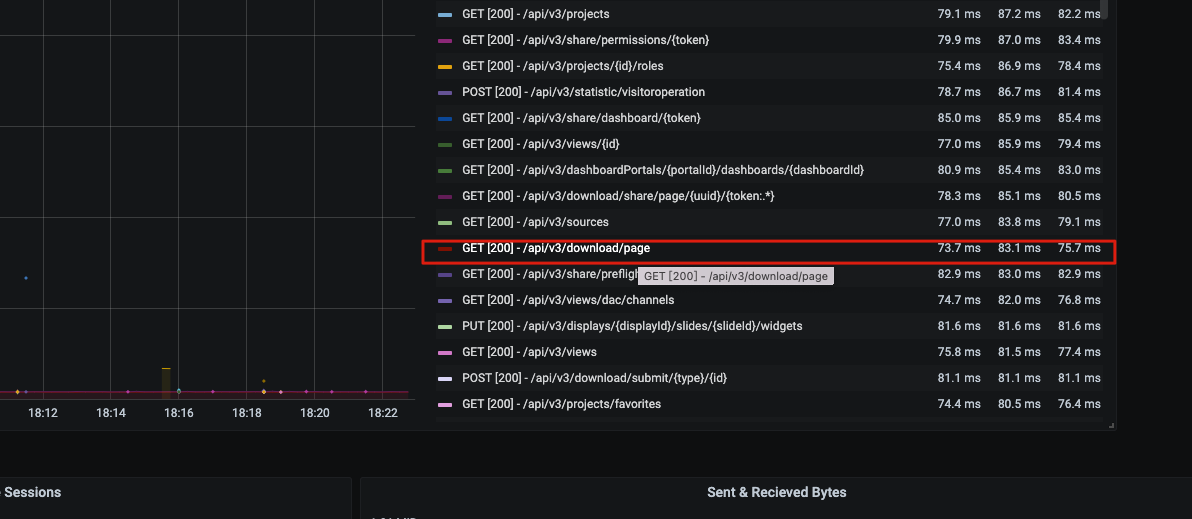 GET [200] - /api/v3/projects 79.1 ms 87.2 ms 82.2 ms
GET [200] - /api/v3/share/permissions/{token} 79.9 ms 87.0 ms 83.4 ms
GET [200] - /api/v3/projects/{id}/roles 75.4 ms 86.9 ms 78.4 ms
POST [200] - /api/v3/statistic/visitoroperation 78.7 ms 86.7 ms 81.4 ms
GET [200] - /api/v3/share/dashboard/{token} 85.0 ms 85.9 ms 85.4 ms
GET [200] - /api/v3/views/{id} 77.0 ms 85.9 ms 79.4 ms
GET [200] - /api/v3/dashboardPortals/{portalId}/dashboards/{dashboardId} 80.9 ms 85.4 ms 83.0 ms
GET [200] - /api/v3/download/share/page/{uuid}/{token:.*} 78.3 ms 85.1 ms 80.5 ms
GET [200] - /api/v3/sources 77.0 ms 83.8 ms 79.1 ms
GET [200] - /api/v3/download/page 73.7 ms 83.1 ms 75.7 ms
GET [200] - /api/v3/share/preflig 82.9 ms 83.0 ms 82.9 ms
GET [200] - /api/v3/download/page
GET [200] - /api/v3/views/dac/channels 74.7 ms 82.0 ms 76.8 ms
PUT [200] - /api/v3/displays/{displayId}/slides/{slideId}/widgets 81.6 ms 81.6 ms 81.6 ms
GET [200] - /api/v3/views 75.8 ms 81.5 ms 77.4 ms
POST [200] - /api/v3/download/submit/{type}/{id} 81.1 ms 81.1 ms 81.1 ms
GET [200] - /api/v3/projects/favorites 74.4 ms 80.5 ms 76.4 ms
18:12 18:14 18:16 18:18 18:20 18:22
Sessions
Sent & Recieved Bytes